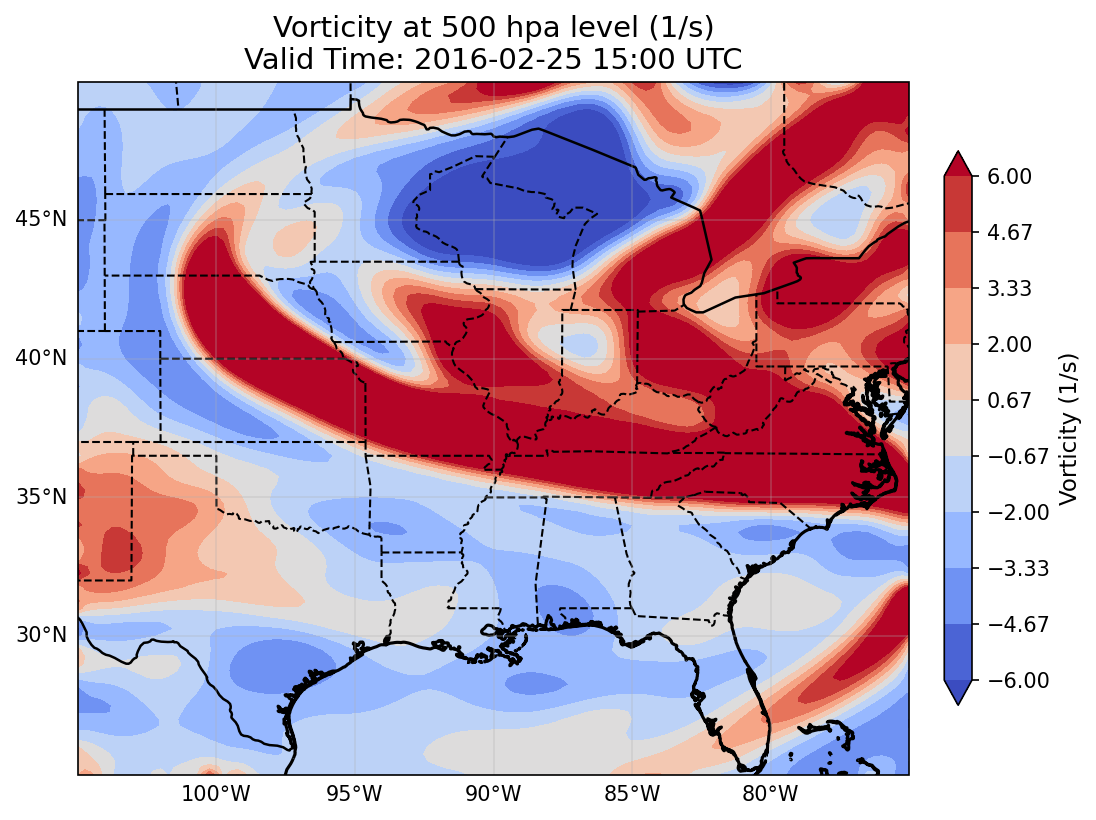 Vorticity at 500 hpa level (1/s)
Valid Time: 2016-02-25 15:00 UTC
45°N
40°N
35°N
30°N
100°W
95°W
90°W
85°W
80°W
6.00
4.67
3.33
2.00
0.67
−0.67
−2.00
−3.33
−4.67
−6.00
Vorticity (1/s)